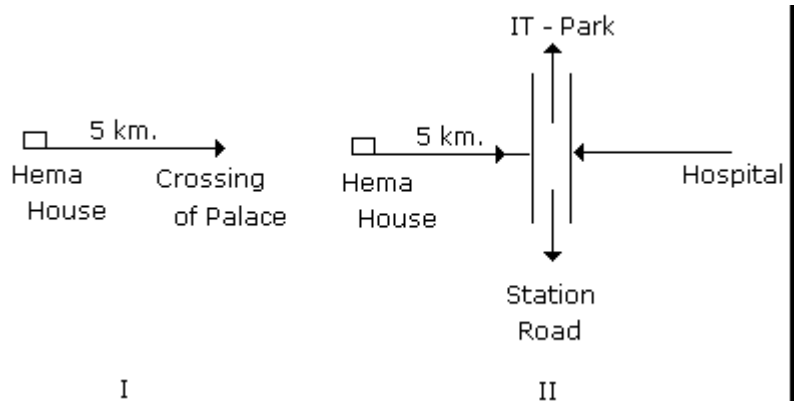 IT - Park
5 km.
Hema
House
Crossing
of Palace
5 km.
Hema
House
Hospital
Station
Road
I
II